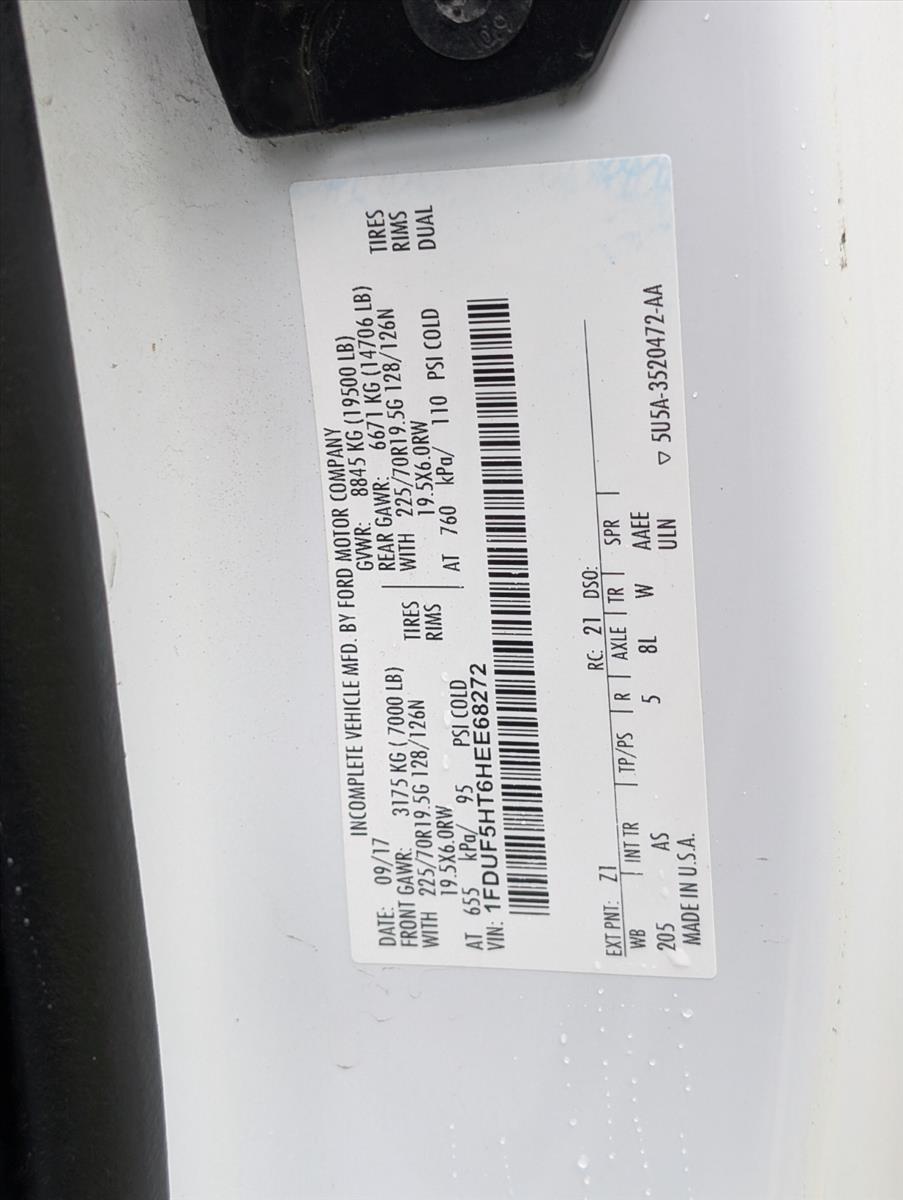 INCOMPLETE VEHICLE MFD. BY FORD MOTOR COMPANY
DATE: 09/17 GVWR: 8845 KG (19500 LB)
FRONT GAWR: 3175 KG ( 7000 LB) REAR GAWR: 6671 KG (14706 LB)
WITH 225/70R19.5G 128/126N TIRES WITH 225/70R19.5G 128/126N TIRES
19.5X6.0RW RIMS 19.5X6.0RW RIMS
AT 655 kPa/ 95 PSI COLD AT 760 kPa/ 110 PSI COLD DUAL
VIN: 1FDUF5HT6HEE68272
EXT PNT: Z1 RC: 21 DSO:
WB INT TR TP/PS R AXLE TR SPR
205 AS 5 8L W AAEE
MADE IN U.S.A. ULN ▽ 5U5A-3520472-AA